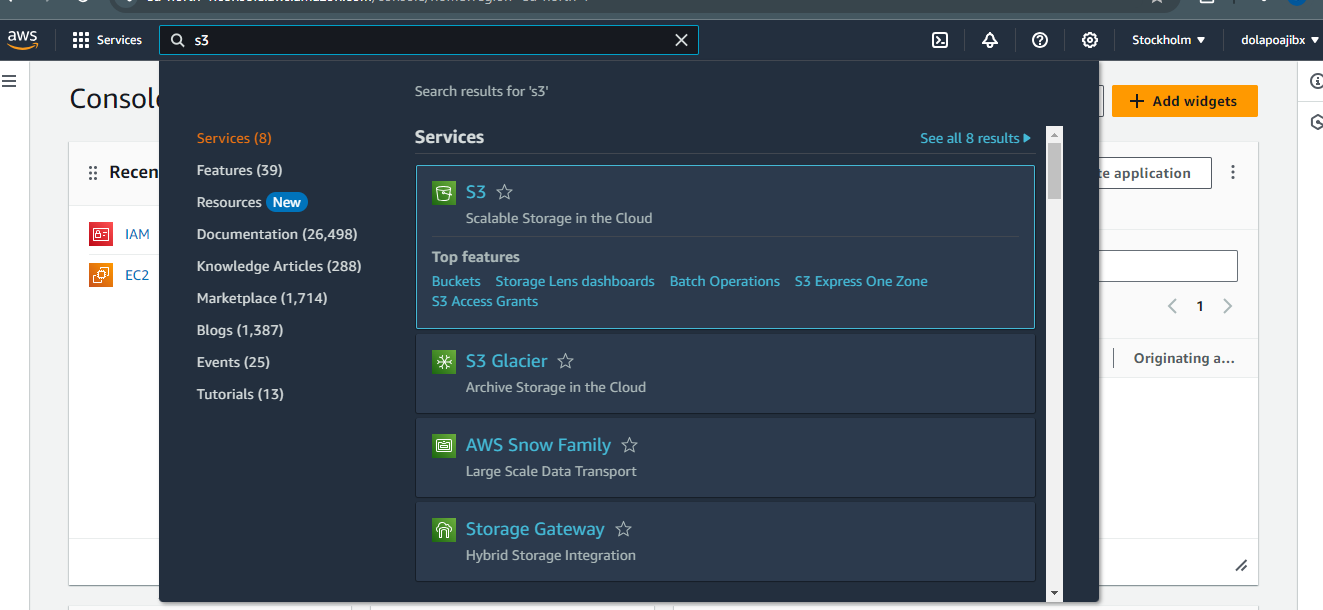 aws
Services
s3
Stockholm
dolapoajibx
Search results for 's3'
Services (8)
Features (39)
Resources New
Documentation (26,498)
Knowledge Articles (288)
Marketplace (1,714)
Blogs (1,387)
Events (25)
Tutorials (13)
Services
See all 8 results
S3
Scalable Storage in the Cloud
Top features
Buckets Storage Lens dashboards Batch Operations S3 Express One Zone
S3 Access Grants
S3 Glacier
Archive Storage in the Cloud
AWS Snow Family
Large Scale Data Transport
Storage Gateway
Hybrid Storage Integration
Consol
Add widgets
Recen
IAM
EC2
te application
1
Originating a...